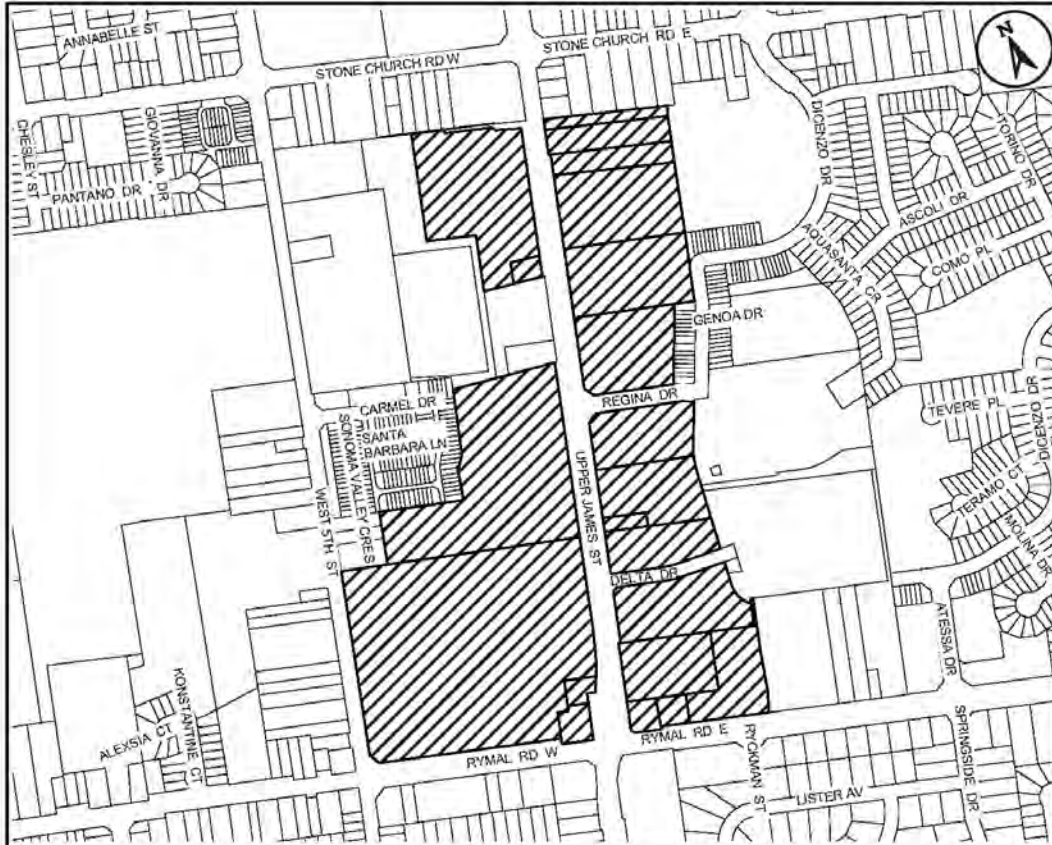 ANNABELLE ST
STONE CHURCH RD W
STONE CHURCH RD E
N
CHESLEY ST
GIOVANNA DR
PANTANO DR
DICENZO DR
TORINO DR
ASCOLI DR
COMO PL
AQUASANTA CR
GENOA DR
REGINA DR
CARMEL DR
SANTA
BARBARA LN
SONOMA VALLEY CRES
WEST 5TH ST
UPPER JAMES ST
TEVERE PL
DICENZO DR
TERAMO CT
MOLINA DR
DELTA DR
ATESSA DR
KONSTANTINE CT
ALEXSIA CT
RYMAL RD W
RYMAL RD E
RYCKMAN ST
SPRINGSIDE DR
LISTER AV